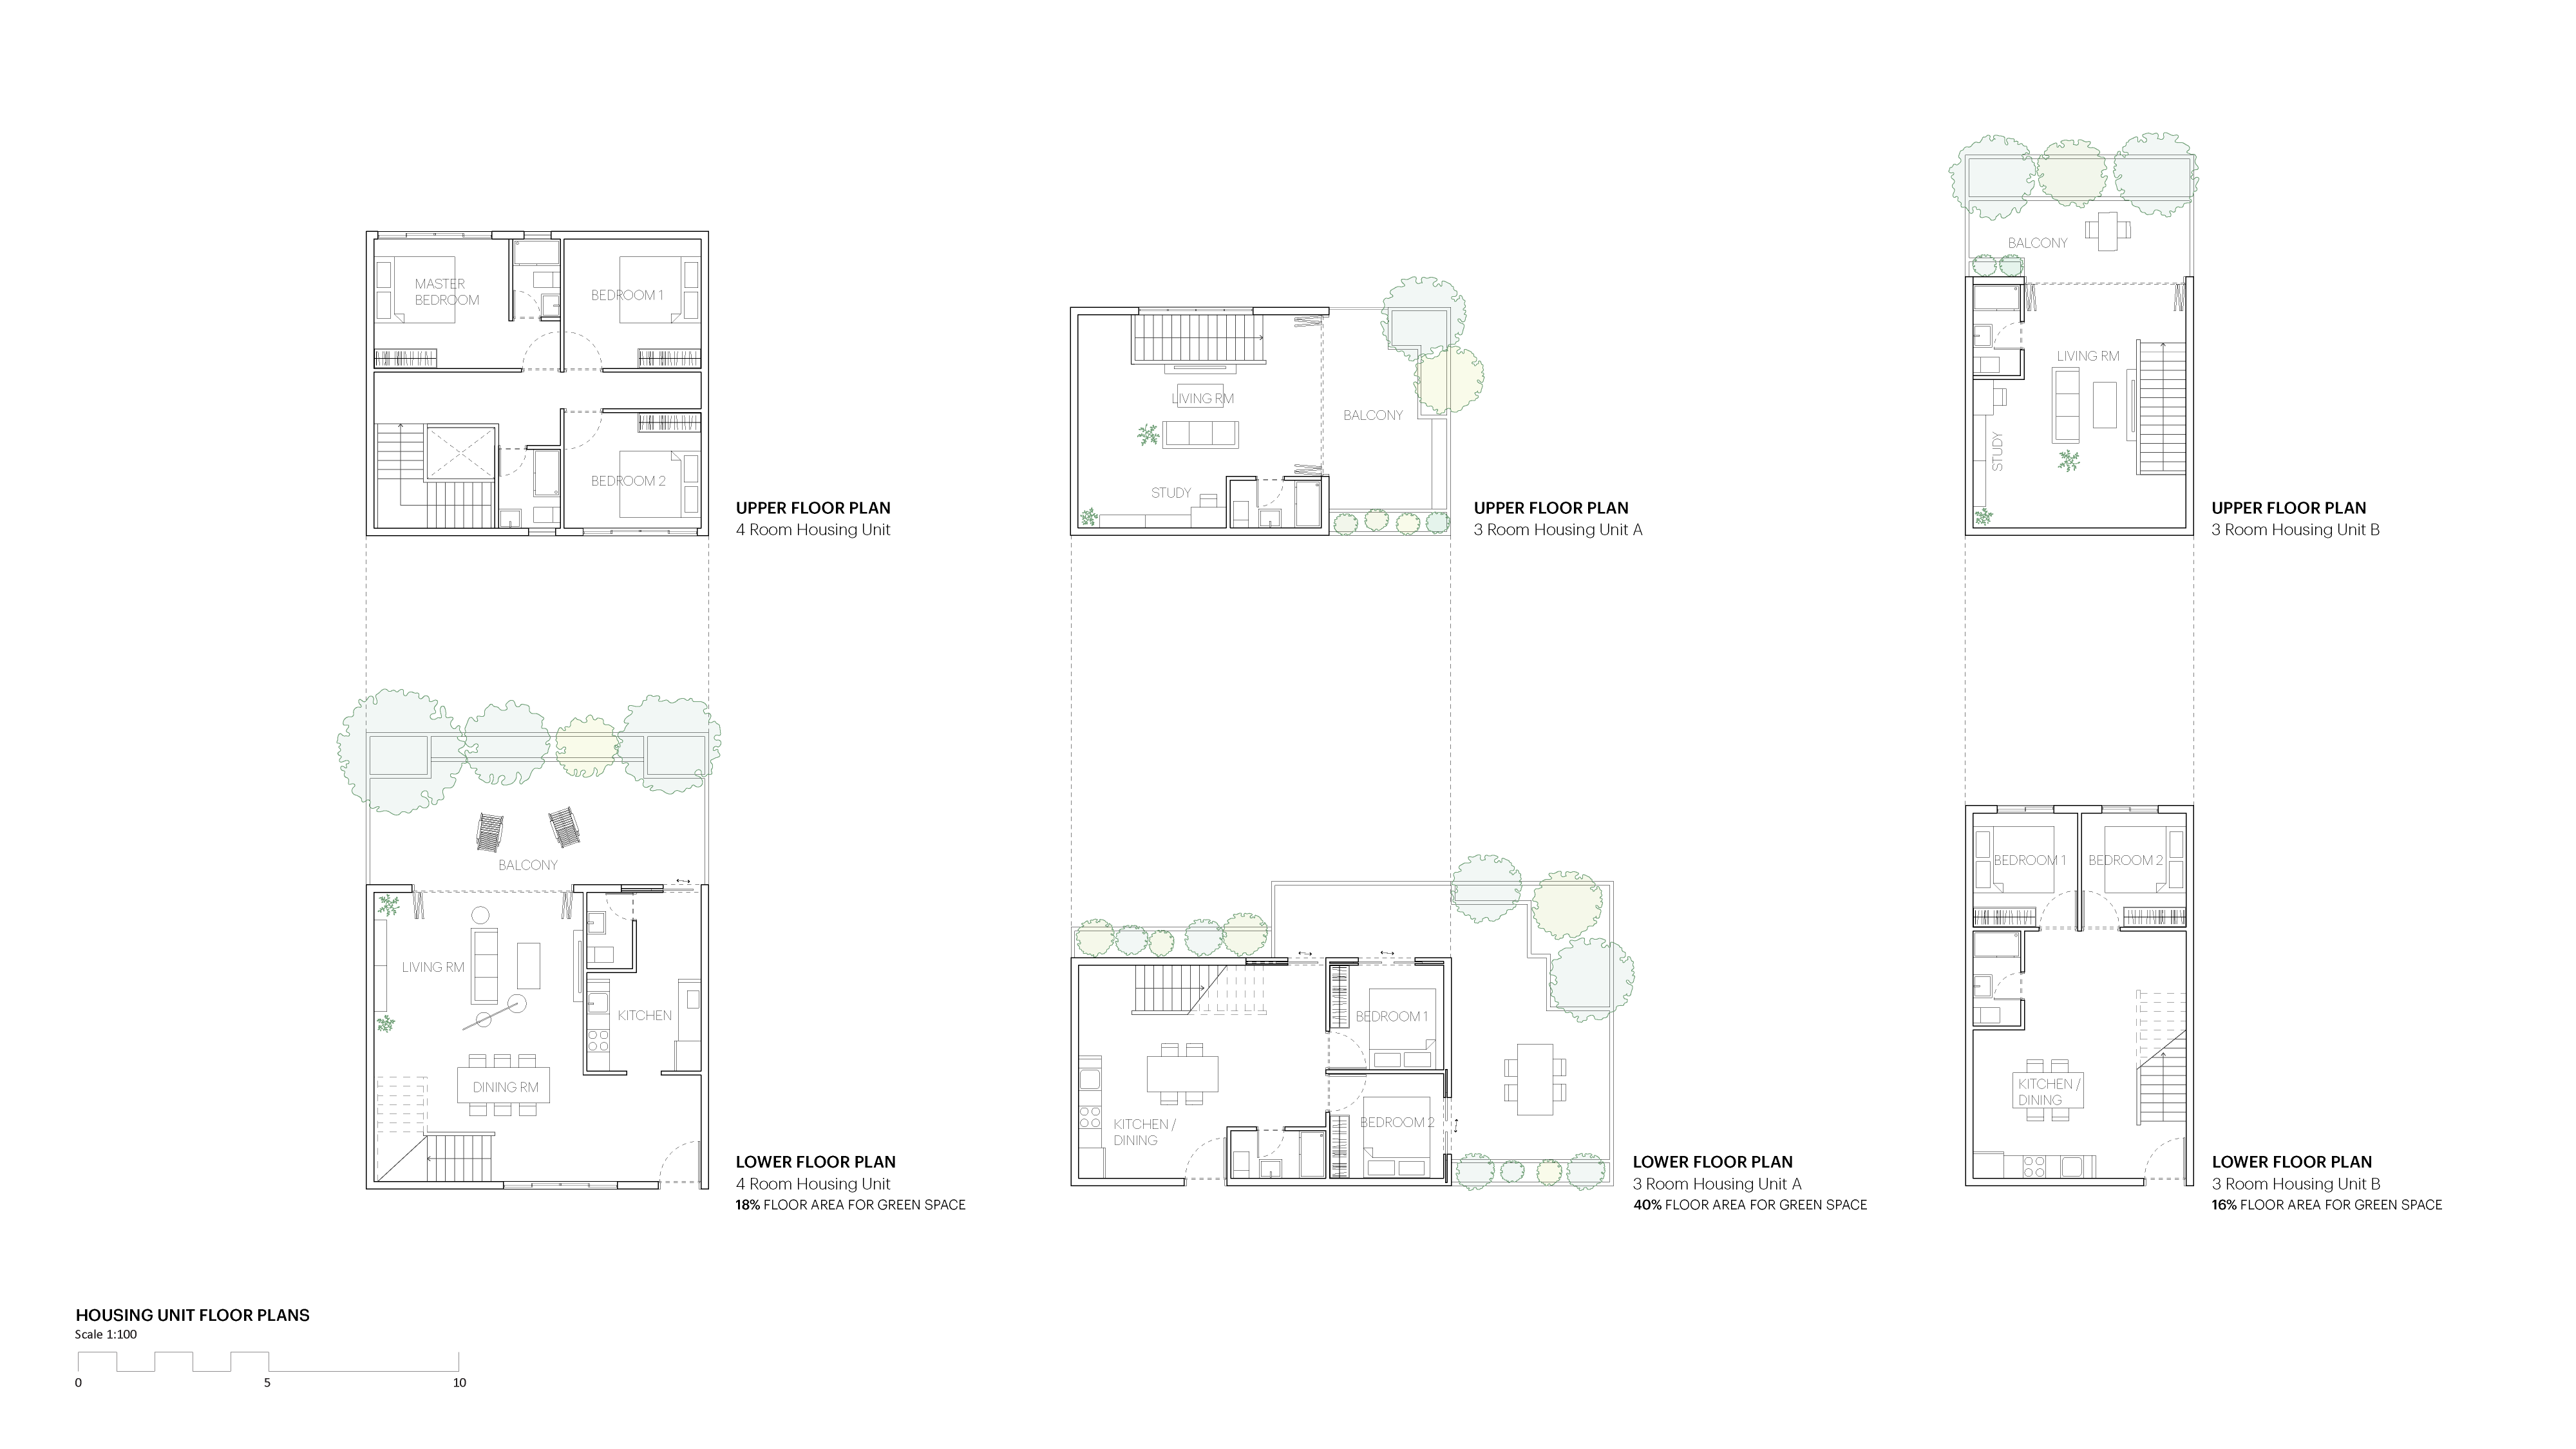 MASTER
BEDROOM
BEDROOM 1
BEDROOM 2
UPPER FLOOR PLAN
4 Room Housing Unit
BALCONY
LIVING RM
KITCHEN
DINING RM
LOWER FLOOR PLAN
4 Room Housing Unit
18% FLOOR AREA FOR GREEN SPACE
LIVING RM
BALCONY
STUDY
UPPER FLOOR PLAN
3 Room Housing Unit A
BEDROOM 1
BEDROOM 2
KITCHEN /
DINING
LOWER FLOOR PLAN
3 Room Housing Unit A
40% FLOOR AREA FOR GREEN SPACE
BALCONY
LIVING RM
STUDY
UPPER FLOOR PLAN
3 Room Housing Unit B
BEDROOM 1
BEDROOM 2
KITCHEN /
DINING
LOWER FLOOR PLAN
3 Room Housing Unit B
16% FLOOR AREA FOR GREEN SPACE
HOUSING UNIT FLOOR PLANS
Scale 1:100
0 5 10